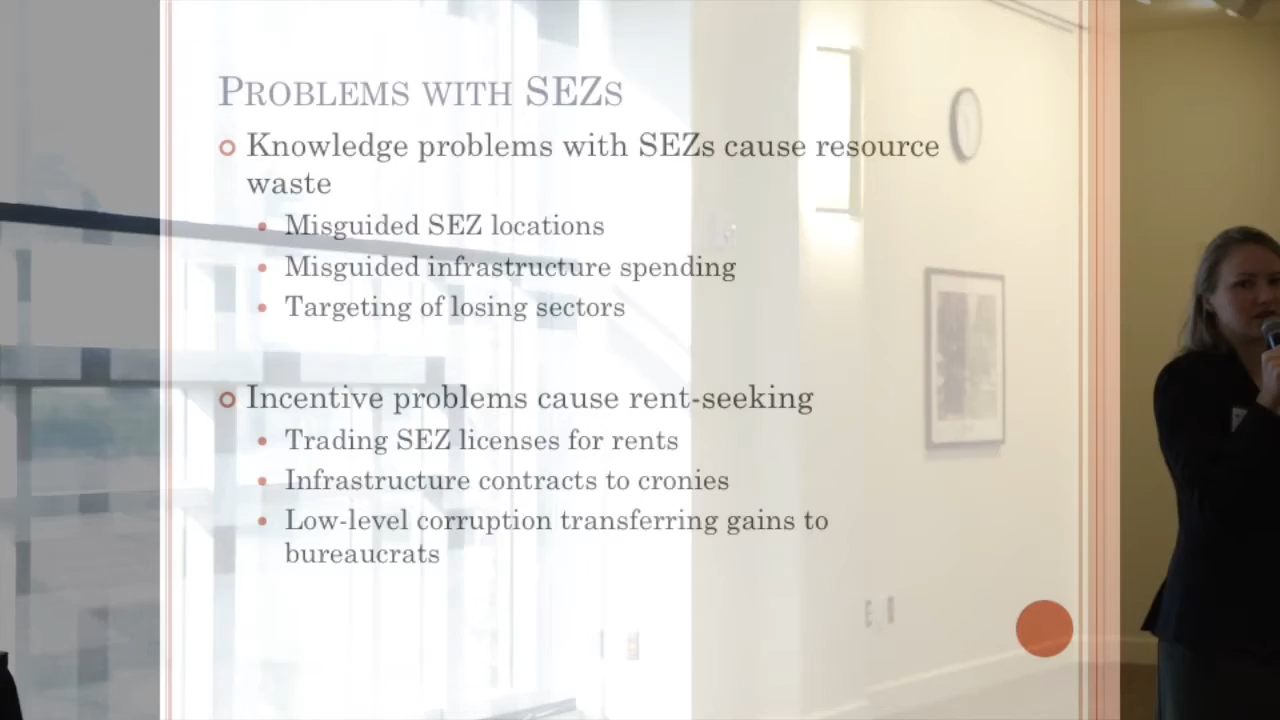 PROBLEMS WITH SEZS
Knowledge problems with SEZs cause resource
waste
Misguided SEZ locations
Misguided infrastructure spending
Targeting of losing sectors
Incentive problems cause rent-seeking
Trading SEZ licenses for rents
Infrastructure contracts to cronies
Low-level corruption transferring gains to
bureaucrats